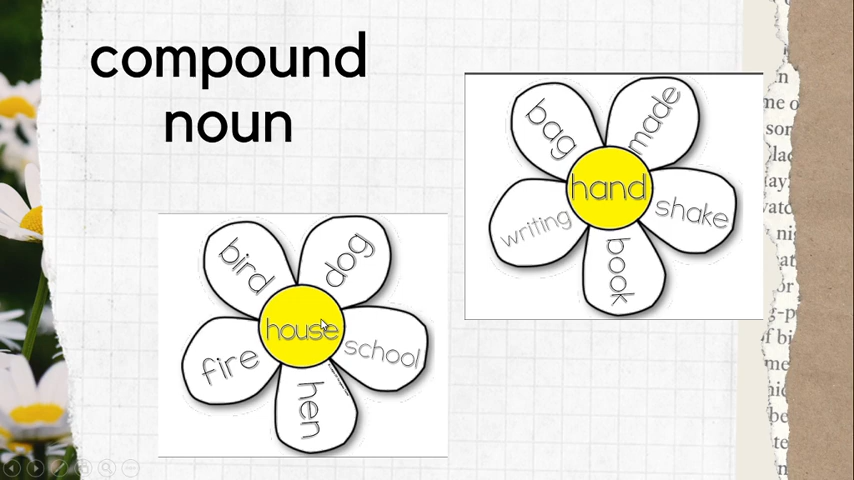 compound
noun
bag
made
hand
shake
writing
book
bird
dog
house
school
fire
hen